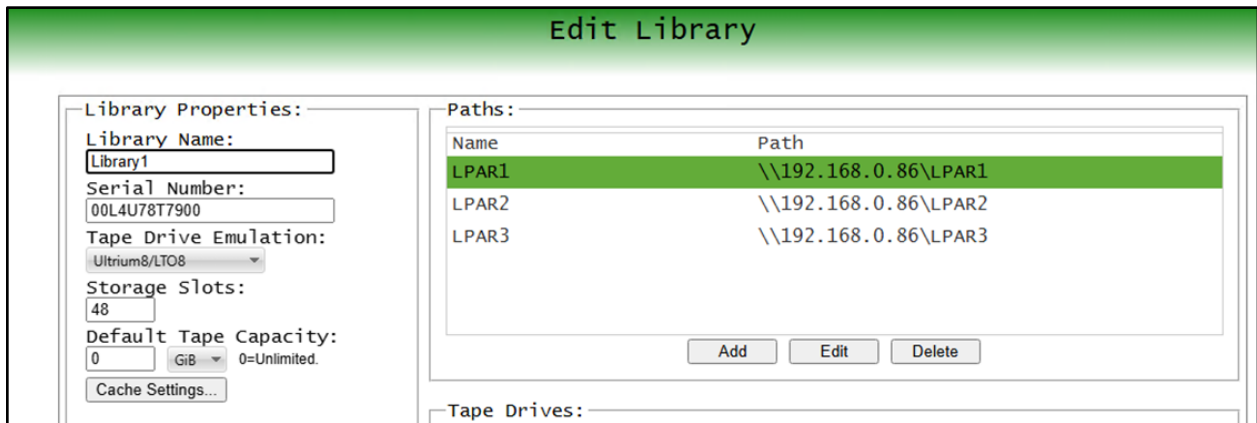 Edit Library
Library Properties:
Library Name:
Library1
Serial Number:
00L4U78T7900
Tape Drive Emulation:
Ultrium8/LTO8
Storage Slots:
48
Default Tape Capacity:
0 GiB 0=Unlimited.
Cache Settings...
Paths:
Name Path
LPAR1 \\192.168.0.86\LPAR1
LPAR2 \\192.168.0.86\LPAR2
LPAR3 \\192.168.0.86\LPAR3
Add Edit Delete
Tape Drives: